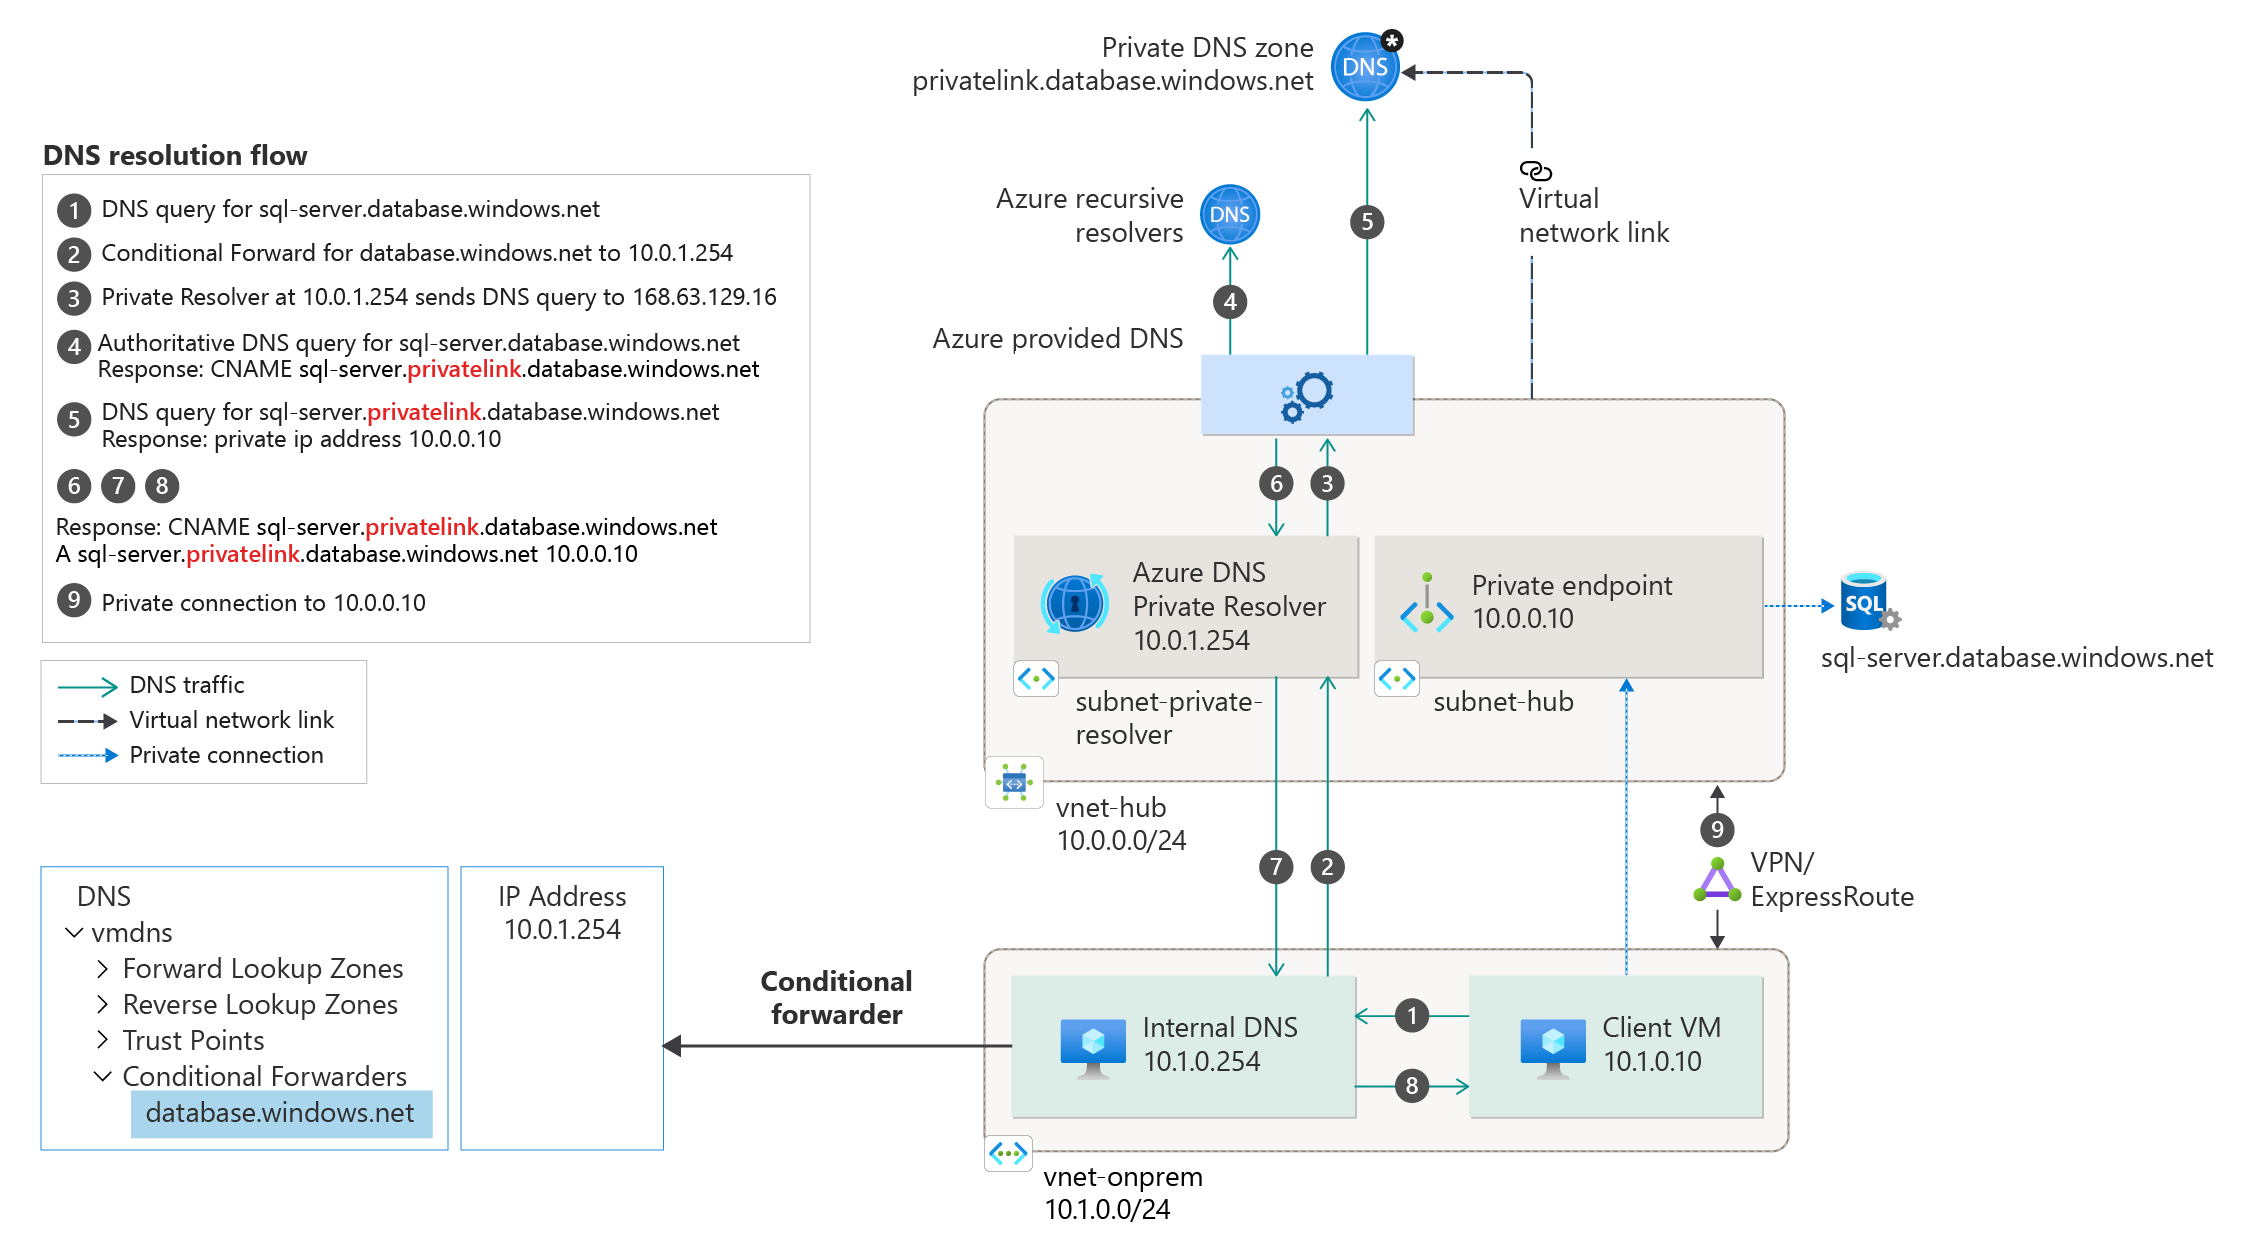 Private DNS zone
privatelink.database.windows.net
DNS
*
DNS resolution flow
1 DNS query for sql-server.database.windows.net
2 Conditional Forward for database.windows.net to 10.0.1.254
3 Private Resolver at 10.0.1.254 sends DNS query to 168.63.129.16
4 Authoritative DNS query for sql-server.database.windows.net
Response: CNAME sql-server.privatelink.database.windows.net
5 DNS query for sql-server.privatelink.database.windows.net
Response: private ip address 10.0.0.10
6 7 8
Response: CNAME sql-server.privatelink.database.windows.net
A sql-server.privatelink.database.windows.net 10.0.0.10
9 Private connection to 10.0.0.10
DNS traffic
Virtual network link
Private connection
Azure recursive
resolvers
DNS
5
Virtual
network link
4
Azure provided DNS
6
3
Azure DNS
Private Resolver
10.0.1.254
Private endpoint
10.0.0.10
SQL
sql-server.database.windows.net
subnet-private-
resolver
subnet-hub
vnet-hub
10.0.0.0/24
7
2
9
VPN/
ExpressRoute
DNS
vmdns
Forward Lookup Zones
Reverse Lookup Zones
Trust Points
Conditional Forwarders
database.windows.net
IP Address
10.0.1.254
Conditional
forwarder
Internal DNS
10.1.0.254
1
8
Client VM
10.1.0.10
vnet-onprem
10.1.0.0/24